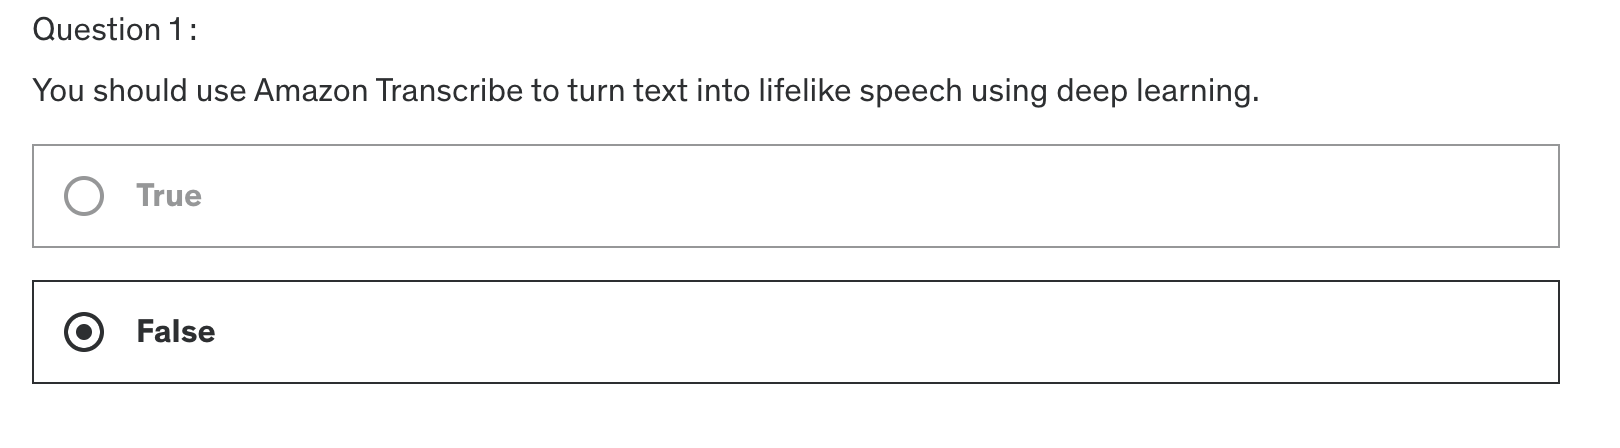 Question 1:
You should use Amazon Transcribe to turn text into lifelike speech using deep learning.
True
False